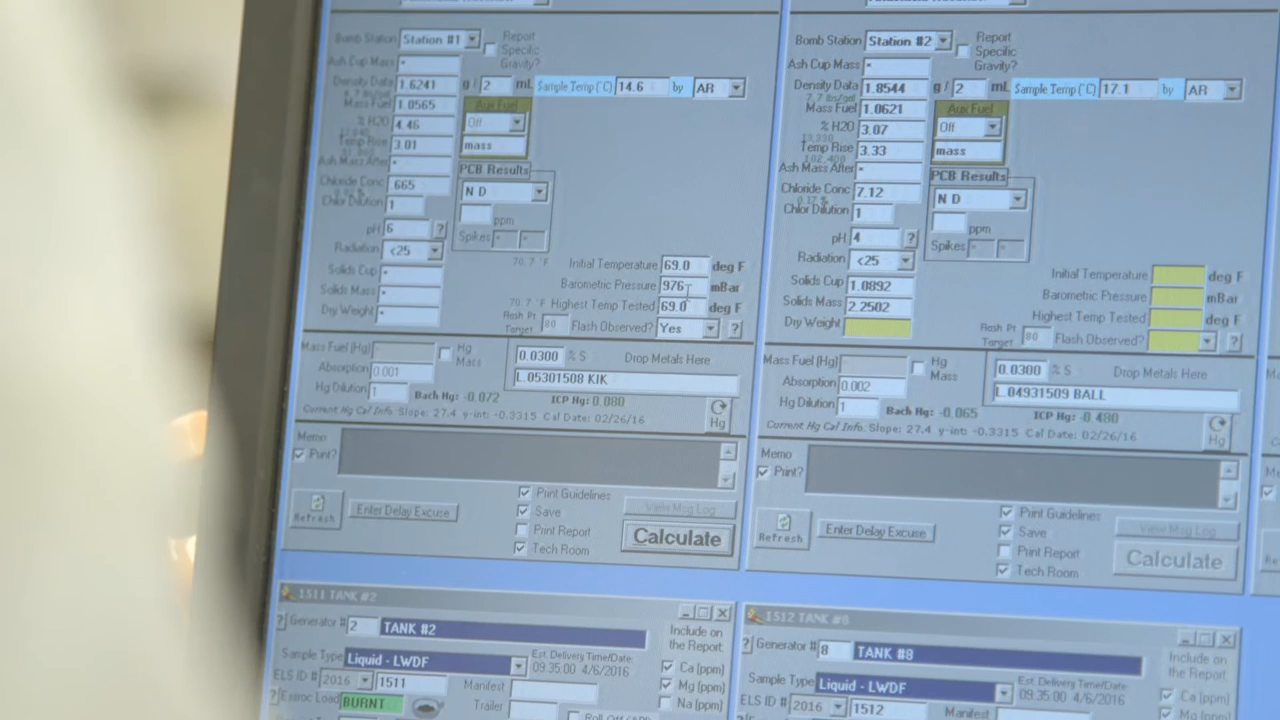 Bomb Station Station #1 Report Specific Gravity?
Ash Cup Mass
Density Data 1.6241 g / 2 mL Sample Temp (°C) 14.6 by AR
Mass Fuel 1.0565 Aux Fuel
% H2O 4.46 Off
Temp Rise 3.01 mass
Ash Mass After PCB Results
Chloride Conc 665 N D
Chlor Dilution 1
ppm
pH 6 ? Spikes
Radiation <25
70.7 °F Initial Temperature 69.0 deg F
Solids Cup Barometric Pressure 976 mBar
Solids Mass 70.7 °F Highest Temp Tested 69.0 deg F
Dry Weight Target 80 Flash Observed? Yes ?
Mass Fuel (Hg) Hg Mass 0.0300 % S Drop Metals Here
Absorption 0.001 L.05301508 KIK
Hg Dilution 1 Bach Hg: -0.072 ICP Hg: 0.080 Hg
Current Hg Cal Info. Slope: 27.4 y-int: -0.3315 Cal Date: 02/26/16
Memo
Print?
Refresh Enter Delay Excuse Print Guidelines View Msg Log
Save
Print Report Calculate
Tech Room
Bomb Station Station #2 Report Specific Gravity?
Ash Cup Mass
Density Data 1.8544 g / 2 mL Sample Temp (°C) 17.1 by AR
Mass Fuel 1.0621 Aux Fuel
% H2O 3.07 Off
Temp Rise 3.33 mass
Ash Mass After PCB Results
Chloride Conc 7.12 N D
Chlor Dilution 1
ppm
pH 4 ? Spikes
Radiation <25
Initial Temperature deg F
Solids Cup 1.0892 Barometric Pressure mBar
Solids Mass 2.2502 Highest Temp Tested deg F
Dry Weight Target 80 Flash Observed? ?
Mass Fuel (Hg) Hg Mass 0.0300 % S Drop Metals Here
Absorption 0.002 L.04931509 BALL
Hg Dilution 1 Bach Hg: -0.065 ICP Hg: -0.480 Hg
Current Hg Cal Info. Slope: 27.4 y-int: -0.3315 Cal Date: 02/26/16
Memo
Print?
Refresh Enter Delay Excuse Print Guidelines View Msg Log
Save
Print Report Calculate
Tech Room
1511 TANK #2
? Generator # 2 TANK #2 Include on the Report
Sample Type Liquid - LWDF Est. Delivery Time/Date: 09:35:00 4/6/2016 Ca (ppm)
ELS ID # 2016 1511 Manifest Mg (ppm)
? BURNT Trailer Na (ppm)
1512 TANK #8
? Generator # 8 TANK #8 Include on the Report
Sample Type Liquid - LWDF Est. Delivery Time/Date: 09:35:00 4/6/2016 Ca (ppm)
ELS ID # 2016 1512 Manifest